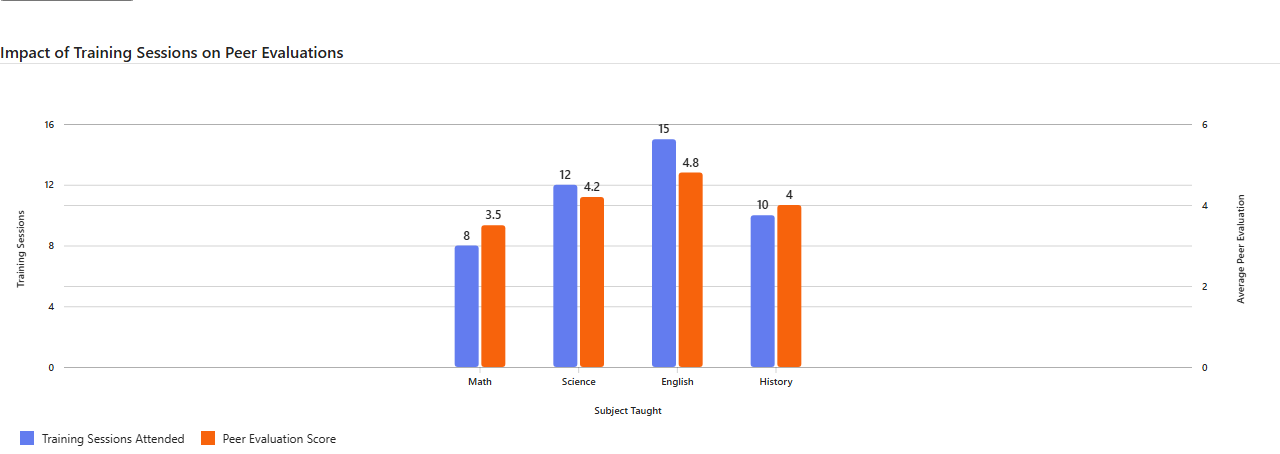 Impact of Training Sessions on Peer Evaluations
16
12
8
4
0
Training Sessions
6
4
2
0
Average Peer Evaluation
8
3.5
12
4.2
15
4.8
10
4
Math
Science
English
History
Subject Taught
Training Sessions Attended
Peer Evaluation Score